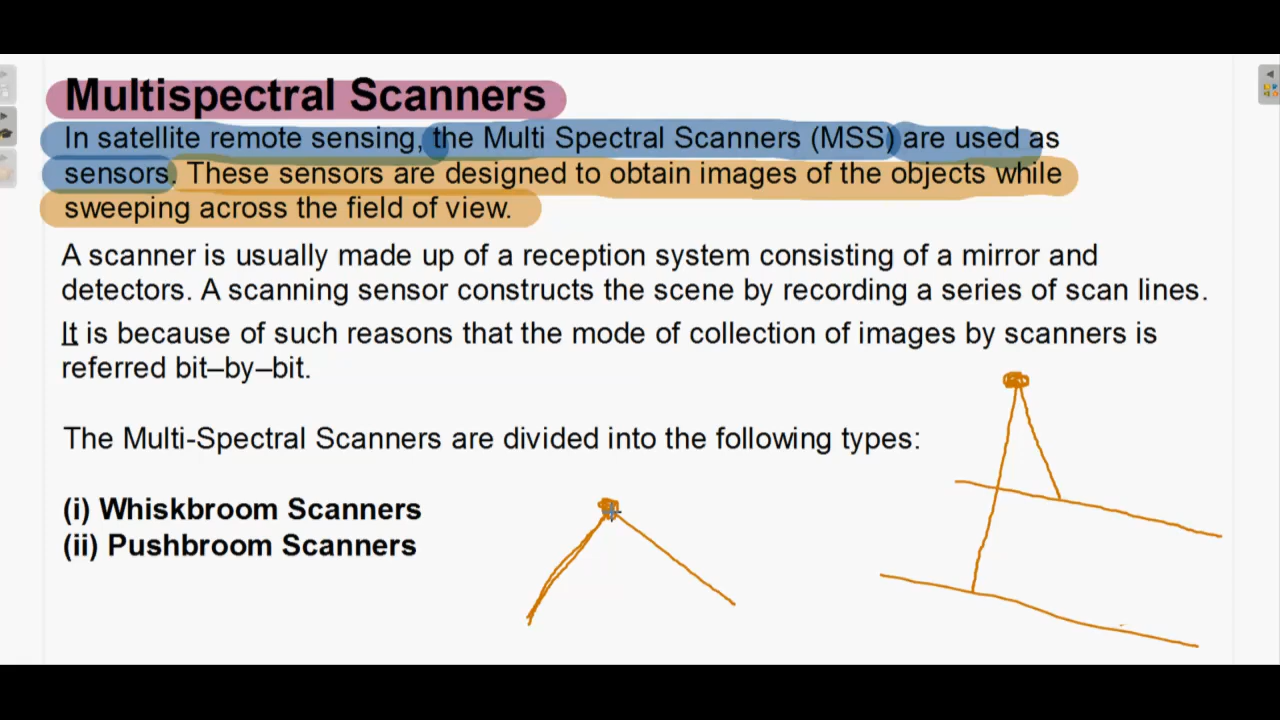 Multispectral Scanners
In satellite remote sensing, the Multi Spectral Scanners (MSS) are used as
sensors. These sensors are designed to obtain images of the objects while
sweeping across the field of view.
A scanner is usually made up of a reception system consisting of a mirror and
detectors. A scanning sensor constructs the scene by recording a series of scan lines.
It is because of such reasons that the mode of collection of images by scanners is
referred bit–by–bit.
The Multi-Spectral Scanners are divided into the following types:
(i) Whiskbroom Scanners
(ii) Pushbroom Scanners